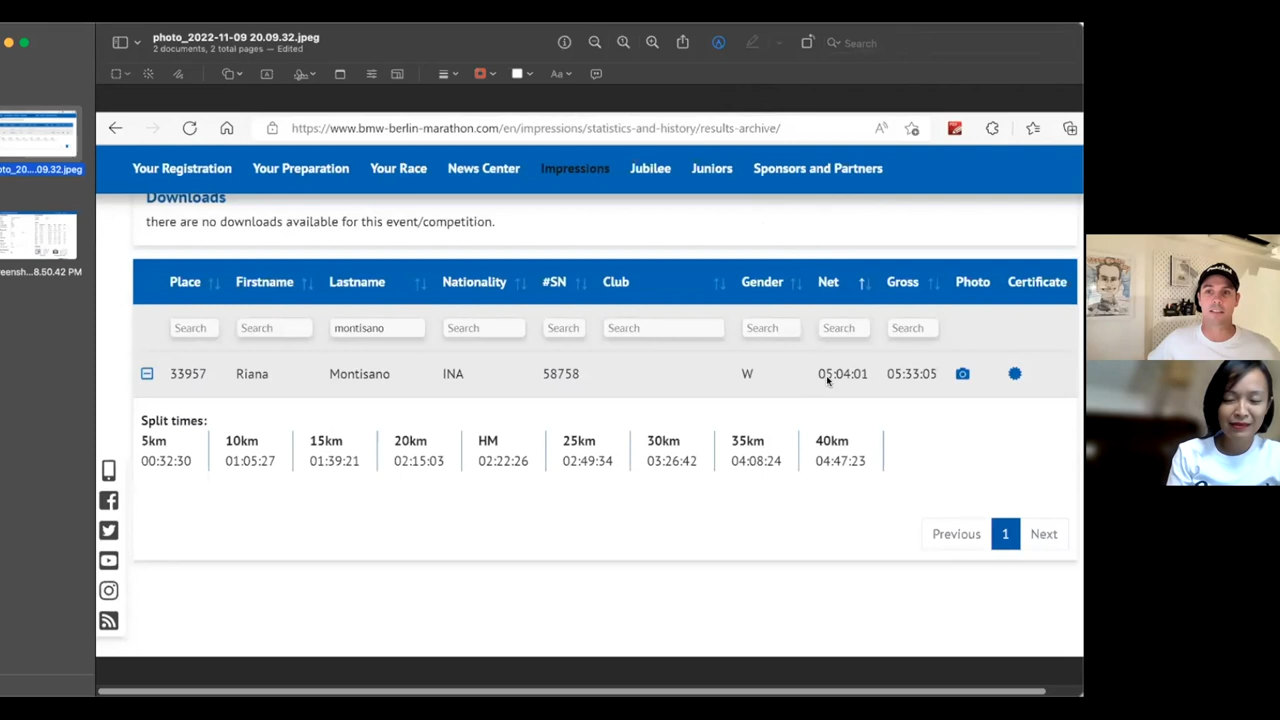 photo_2022-11-09 20.09.32.jpeg
2 documents, 2 total pages — Edited
Search
Aa
https://www.bmw-berlin-marathon.com/en/impressions/statistics-and-history/results-archive/
Your Registration Your Preparation Your Race News Center Impressions Jubilee Juniors Sponsors and Partners
oto_20....09.32.jpeg
Downloads
there are no downloads available for this event/competition.
Place Firstname Lastname Nationality #SN Club Gender Net Gross Photo Certificate
Search Search montisano Search Search Search Search Search Search
33957 Riana Montisano INA 58758 W 05:04:01 05:33:05
eensh...8.50.42 PM
Split times:
5km 10km 15km 20km HM 25km 30km 35km 40km
00:32:30 01:05:27 01:39:21 02:15:03 02:22:26 02:49:34 03:26:42 04:08:24 04:47:23
Previous 1 Next